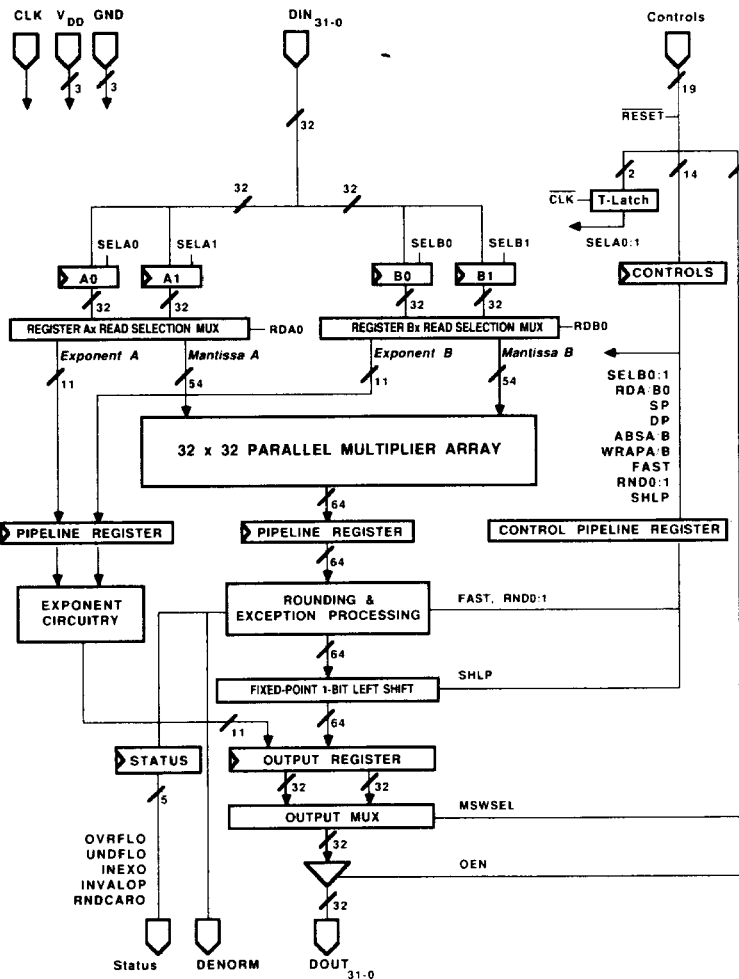 CLK
V DD
GND
DIN 31-0
Controls
3
3
19
32
RESET
32
32
2
14
CLK
T-Latch
SELA0:1
SELA0
SELA1
SELB0
SELB1
A0
A1
B0
B1
CONTROLS
32
32
32
32
REGISTER Ax READ SELECTION MUX
RDA0
REGISTER Bx READ SELECTION MUX
RDB0
Exponent A
Mantissa A
Exponent B
Mantissa B
11
54
11
54
SELB0:1
RDA/B0
SP
DP
ABSA/B
WRAPA/B
FAST
RND0:1
SHLP
32 x 32 PARALLEL MULTIPLIER ARRAY
64
PIPELINE REGISTER
PIPELINE REGISTER
CONTROL PIPELINE REGISTER
64
EXPONENT
CIRCUITRY
ROUNDING &
EXCEPTION PROCESSING
FAST, RND0:1
64
FIXED-POINT 1-BIT LEFT SHIFT
SHLP
11
64
STATUS
OUTPUT REGISTER
5
32
32
OUTPUT MUX
MSWSEL
OVRFLO
UNDFLO
INEXO
INVALOP
RNDCARO
32
OEN
32
Status
DENORM
DOUT 31-0